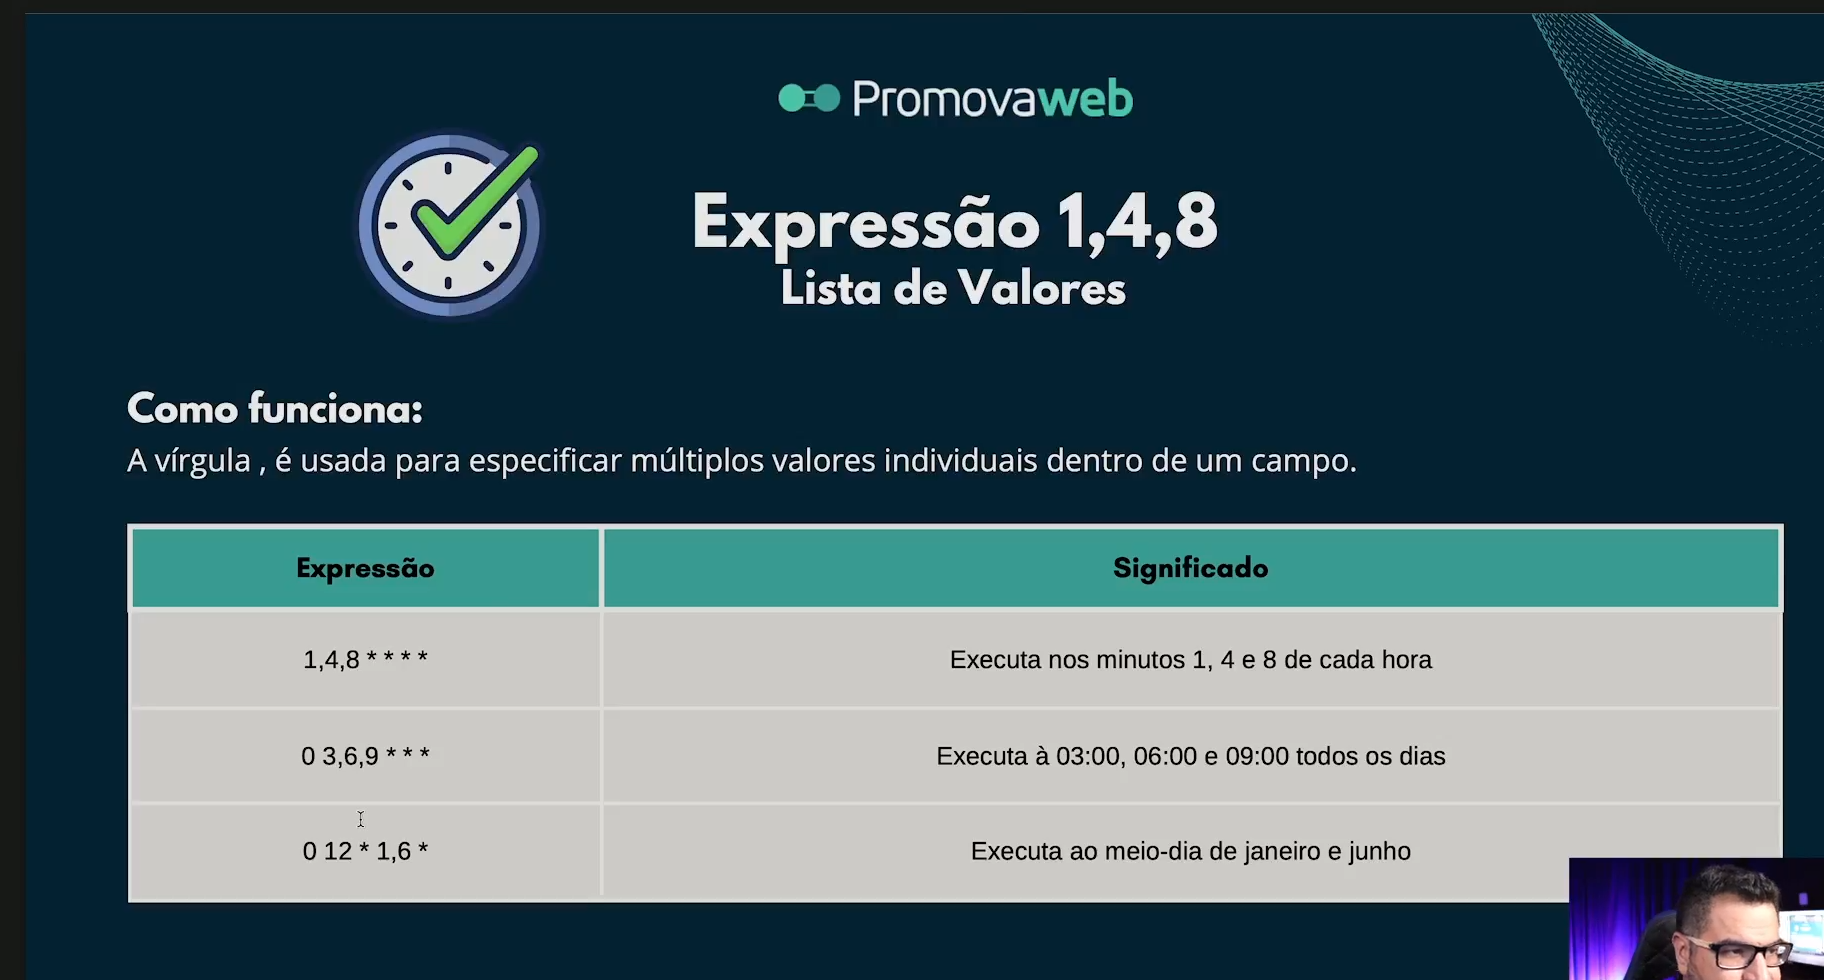 Promovaweb
Expressão 1,4,8
Lista de Valores
Como funciona:
A vírgula , é usada para especificar múltiplos valores individuais dentro de um campo.
Expressão Significado
1,4,8 * * * * Executa nos minutos 1, 4 e 8 de cada hora
0 3,6,9 * * * Executa à 03:00, 06:00 e 09:00 todos os dias
0 12 * 1,6 * Executa ao meio-dia de janeiro e junho